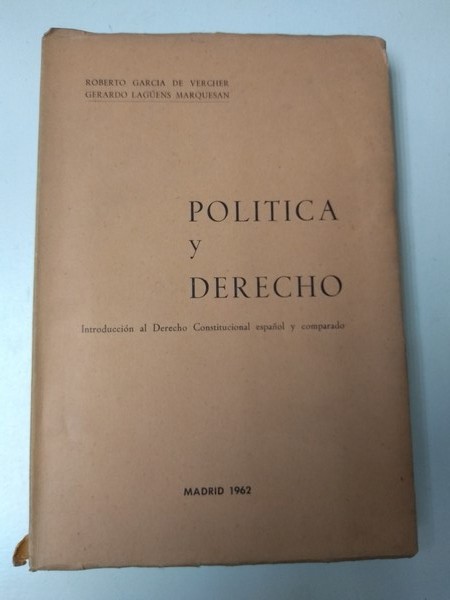 ROBERTO GARCIA DE VERCHER
GERARDO LAGÜENS MARQUESAN
POLITICA
y
DERECHO
Introducción al Derecho Constitucional español y comparado
MADRID 1962